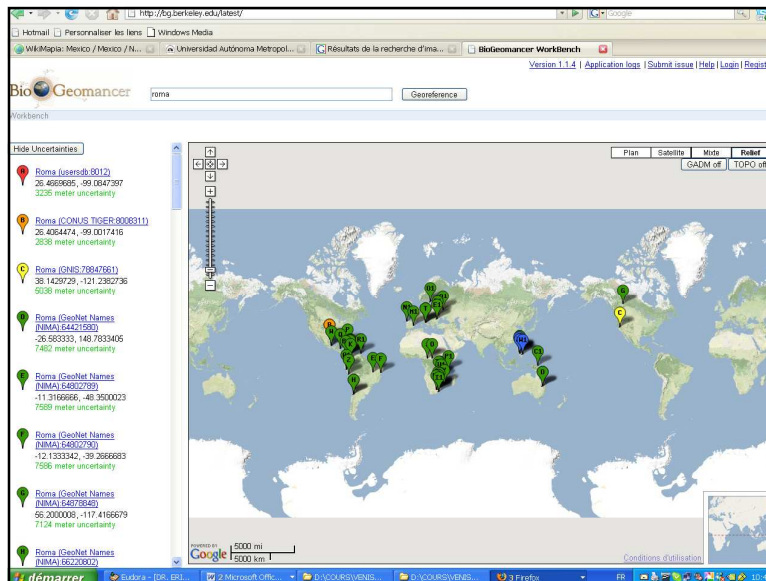 http://bg.berkeley.edu/latest/
Google
Hotmail Personnaliser les liens Windows Media
WikiMapia: Mexico / Mexico / N... Universidad Autónoma Metropol... Résultats de la recherche d'ima... BioGeomancer WorkBench
Version 1.1.4 | Application logs | Submit issue | Help | Login | Regist
BioGeomancer
roma
Georeference
Workbench
Hide Uncertainties
Plan Satellite Mixte Relief
GADM off TOPO off
A Roma (usersdb:8012)
26.4669685, -99.0847397
3235 meter uncertainty
B Roma (CONUS TIGER:8008311)
26.4064474, -99.0017416
2838 meter uncertainty
C Roma (GNIS:78847661)
38.1429729, -121.2382736
5038 meter uncertainty
D Roma (GeoNet Names
(NIMA):64421580)
-26.583333, 148.7833405
7482 meter uncertainty
E Roma (GeoNet Names
(NIMA):64802789)
-11.3166666, -48.3500023
7589 meter uncertainty
F Roma (GeoNet Names
(NIMA):64802790)
-12.1333342, -39.2666683
7586 meter uncertainty
G Roma (GeoNet Names
(NIMA):64878848)
56.2000008, -117.4166679
7124 meter uncertainty
H Roma (GeoNet Names
(NIMA):66220802)
POWERED BY
Google
5000 mi
5000 km
Conditions d'utilisation
démarrer Eudora - [DR. ERI... 2 Microsoft Offic... D:\COURS\VENIS... D:\COURS\VENIS... 3 Firefox FR